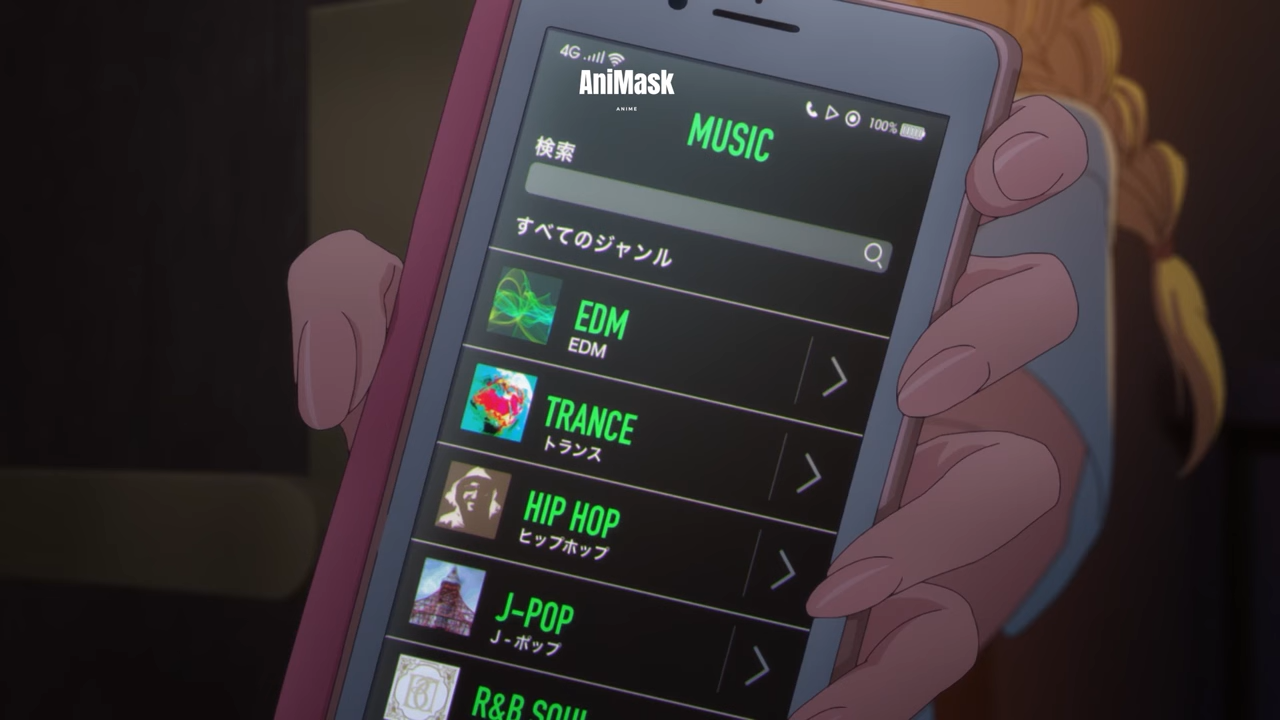 4G
AniMask
ANIME
100%
MUSIC
検索
すべてのジャンル
EDM
EDM
TRANCE
トランス
HIP HOP
ヒップホップ
J-POP
J-ポップ
R&B SOUL